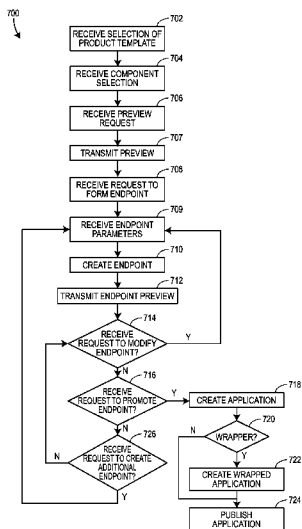 700
702
RECEIVE SELECTION OF
PRODUCT TEMPLATE
704
RECEIVE COMPONENT
SELECTION
706
RECEIVE PREVIEW
REQUEST
707
TRANSMIT PREVIEW
708
RECEIVE REQUEST TO
FORM ENDPOINT
709
RECEIVE ENDPOINT
PARAMETERS
710
CREATE ENDPOINT
712
TRANSMIT ENDPOINT PREVIEW
714
RECEIVE
REQUEST TO MODIFY
ENDPOINT?
Y
N
716
RECEIVE
REQUEST TO PROMOTE
ENDPOINT?
Y
N
718
CREATE APPLICATION
720
WRAPPER?
N
Y
722
CREATE WRAPPED
APPLICATION
724
PUBLISH
APPLICATION
726
RECEIVE
REQUEST TO CREATE
ADDITIONAL
ENDPOINT?
N
Y